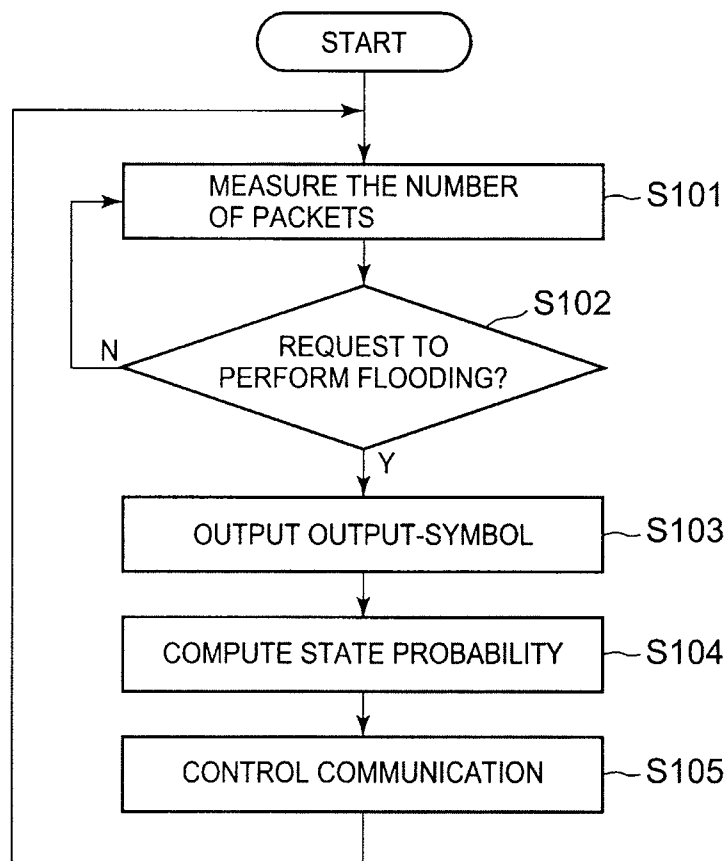 START
MEASURE THE NUMBER
OF PACKETS
S101
S102
REQUEST TO
PERFORM FLOODING?
N
Y
OUTPUT OUTPUT-SYMBOL
S103
COMPUTE STATE PROBABILITY
S104
CONTROL COMMUNICATION
S105